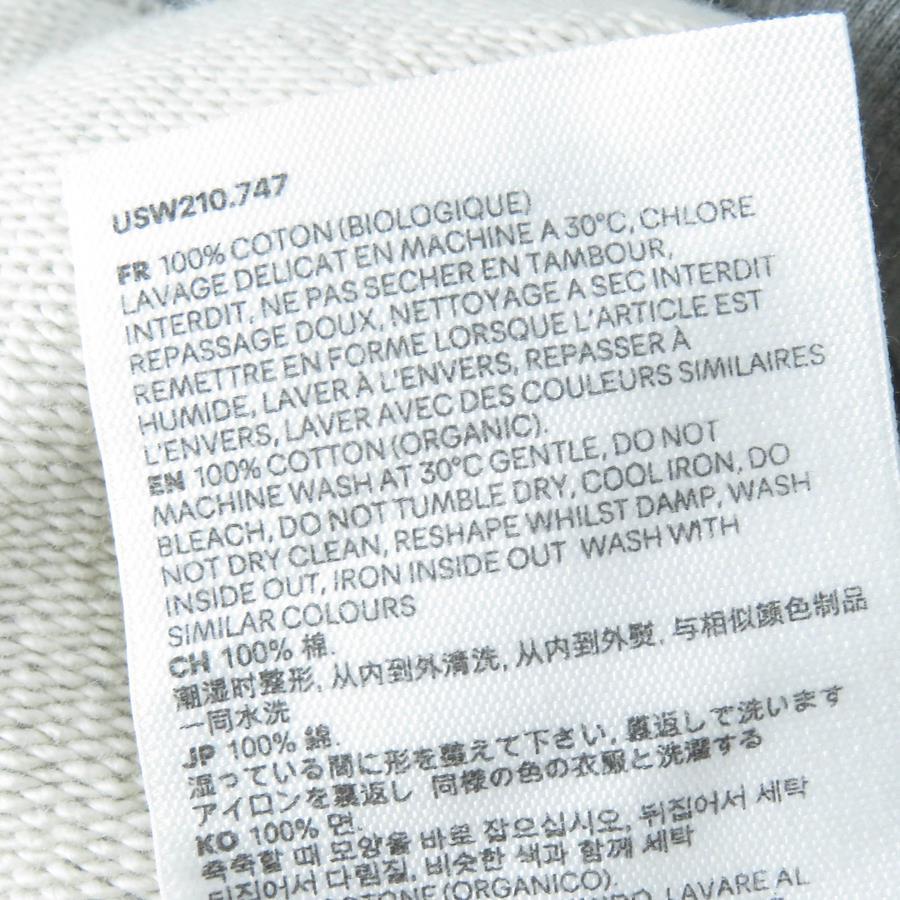 USW210.747
FR 100% COTON (BIOLOGIQUE)
LAVAGE DELICAT EN MACHINE A 30°C, CHLORE
INTERDIT, NE PAS SECHER EN TAMBOUR,
REPASSAGE DOUX, NETTOYAGE A SEC INTERDIT
REMETTRE EN FORME LORSQUE L'ARTICLE EST
HUMIDE, LAVER À L'ENVERS, REPASSER À
L'ENVERS, LAVER AVEC DES COULEURS SIMILAIRES
EN 100% COTTON (ORGANIC).
MACHINE WASH AT 30°C GENTLE, DO NOT
BLEACH, DO NOT TUMBLE DRY, COOL IRON, DO
NOT DRY CLEAN, RESHAPE WHILST DAMP, WASH
INSIDE OUT, IRON INSIDE OUT WASH WITH
SIMILAR COLOURS
CH 100% 棉.
潮湿时整形, 从内到外清洗, 从内到外熨, 与相似颜色制品
一同水洗
JP 100% 綿.
湿っている間に形を整えて下さい, 裏返しで洗います
アイロンを裏返し 同様の色の衣服と洗濯する
KO 100% 면.
축축할 때 모양을 바로 잡으십시오, 뒤집어서 세탁
뒤집어서 다림질, 비슷한 색과 함께 세탁
COTONE (ORGANICO).
LAVARE AL